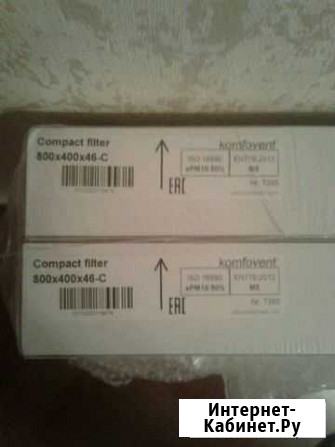 Compact filter
800x400x46-C
komfovent
ISO 16890
ePM10 50%
EN779:2012
M5
EAC
Compact filter
800x400x46-C
komfovent
ISO 16890
ePM10 50%
EN779:2012
M5
EAC
Интернет-
Кабинет.Ру